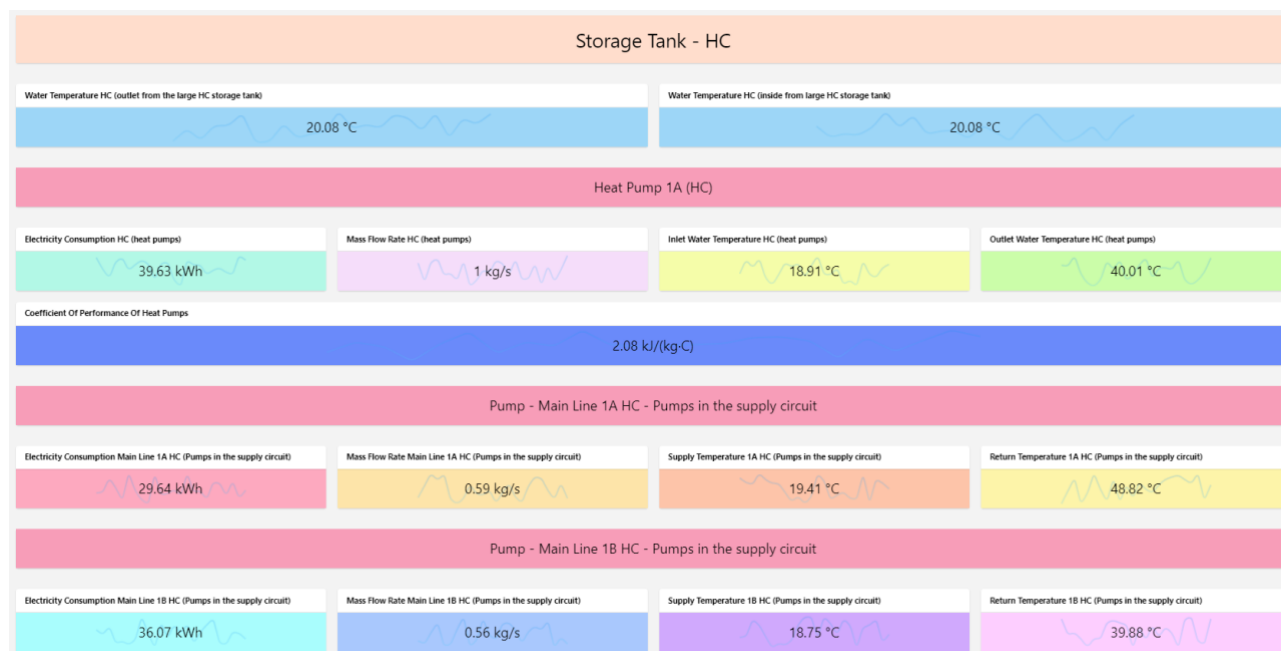 Storage Tank - HC
Water Temperature HC (outlet from the large HC storage tank)
Water Temperature HC (inside from large HC storage tank)
20.08 °C
20.08 °C
Heat Pump 1A (HC)
Electricity Consumption HC (heat pumps)
Mass Flow Rate HC (heat pumps)
Inlet Water Temperature HC (heat pumps)
Outlet Water Temperature HC (heat pumps)
39.63 kWh
1 kg/s
18.91 °C
40.01 °C
Coefficient Of Performance Of Heat Pumps
2.08 kJ/(kg·C)
Pump - Main Line 1A HC - Pumps in the supply circuit
Electricity Consumption Main Line 1A HC (Pumps in the supply circuit)
Mass Flow Rate Main Line 1A HC (Pumps in the supply circuit)
Supply Temperature 1A HC (Pumps in the supply circuit)
Return Temperature 1A HC (Pumps in the supply circuit)
29.64 kWh
0.59 kg/s
19.41 °C
48.82 °C
Pump - Main Line 1B HC - Pumps in the supply circuit
Electricity Consumption Main Line 1B HC (Pumps in the supply circuit)
Mass Flow Rate Main Line 1B HC (Pumps in the supply circuit)
Supply Temperature 1B HC (Pumps in the supply circuit)
Return Temperature 1B HC (Pumps in the supply circuit)
36.07 kWh
0.56 kg/s
18.75 °C
39.88 °C